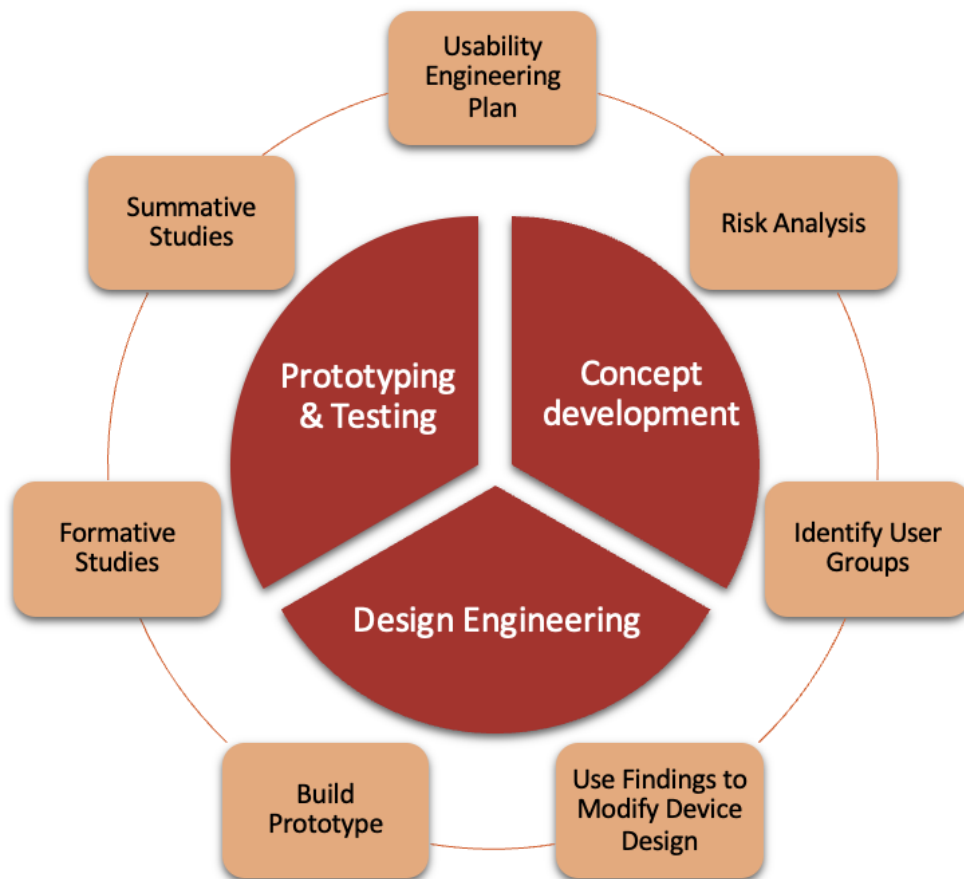 Usability
Engineering
Plan
Risk Analysis
Identify User
Groups
Use Findings to
Modify Device
Design
Build
Prototype
Formative
Studies
Summative
Studies
Prototyping
& Testing
Concept
development
Design Engineering